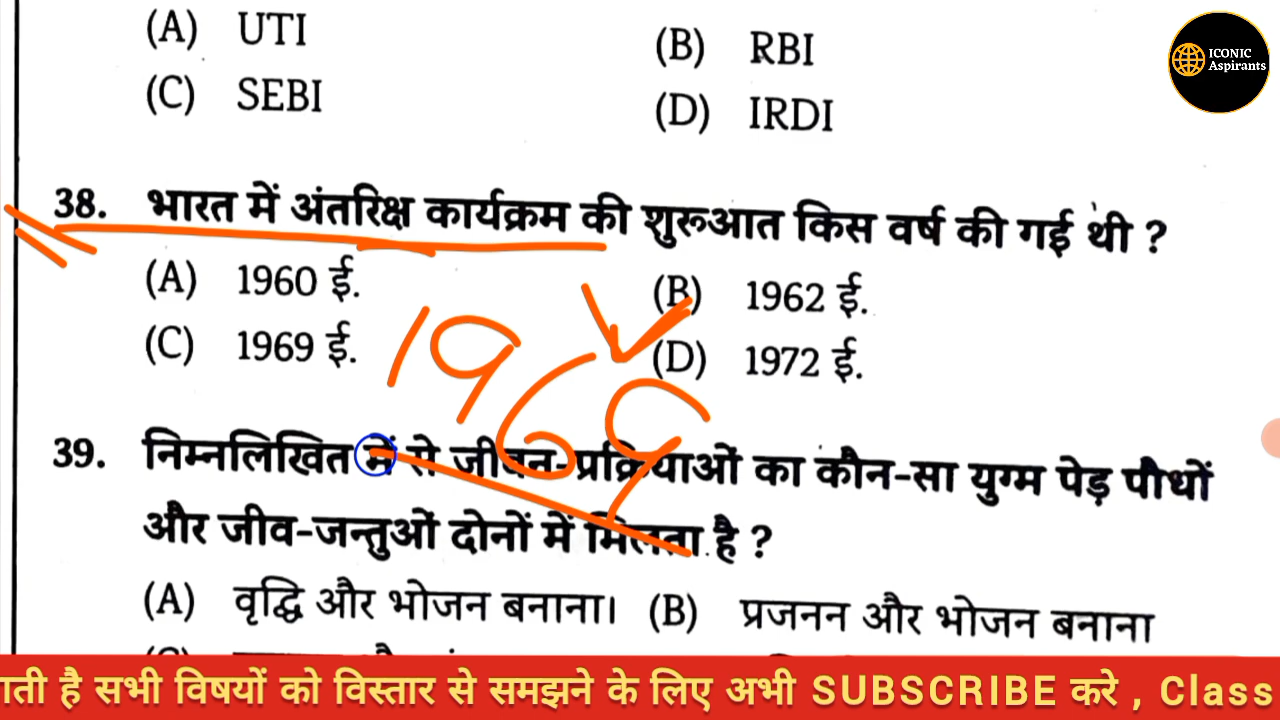 (A) UTI (B) RBI
(C) SEBI (D) IRDI
ICONIC
Aspirants
38. भारत में अंतरिक्ष कार्यक्रम की शुरूआत किस वर्ष की गई थी ?
(A) 1960 ई. (B) 1962 ई.
(C) 1969 ई. (D) 1972 ई.
1969
39. निम्नलिखित में से जीवन-प्रक्रियाओं का कौन-सा युग्म पेड़ पौधों
और जीव-जन्तुओं दोनों में मिलता है ?
(A) वृद्धि और भोजन बनाना। (B) प्रजनन और भोजन बनाना
ाती है सभी विषयों को विस्तार से समझने के लिए अभी SUBSCRIBE करे , Class